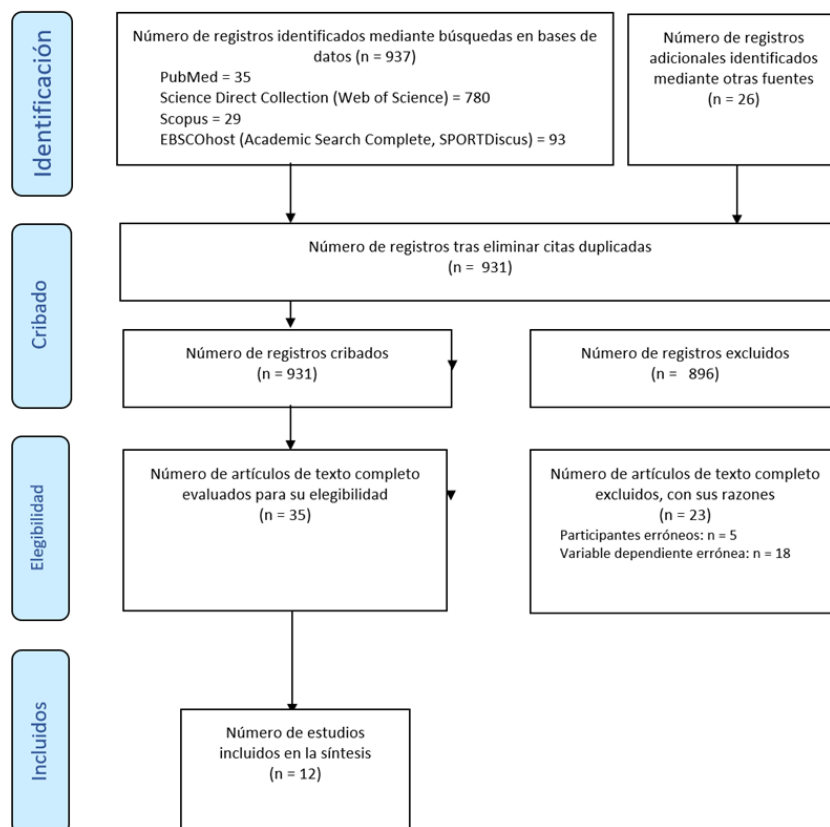 Identificación
Número de registros identificados mediante búsquedas en bases de
datos (n = 937)
PubMed = 35
Science Direct Collection (Web of Science) = 780
Scopus = 29
EBSCOhost (Academic Search Complete, SPORTDiscus) = 93
Número de registros
adicionales identificados
mediante otras fuentes
(n = 26)
Cribado
Número de registros tras eliminar citas duplicadas
(n = 931)
Número de registros cribados
(n = 931)
Número de registros excluidos
(n = 896)
Elegibilidad
Número de artículos de texto completo
evaluados para su elegibilidad
(n = 35)
Número de artículos de texto completo
excluidos, con sus razones
(n = 23)
Participantes erróneos: n = 5
Variable dependiente errónea: n = 18
Incluidos
Número de estudios
incluidos en la síntesis
(n = 12)